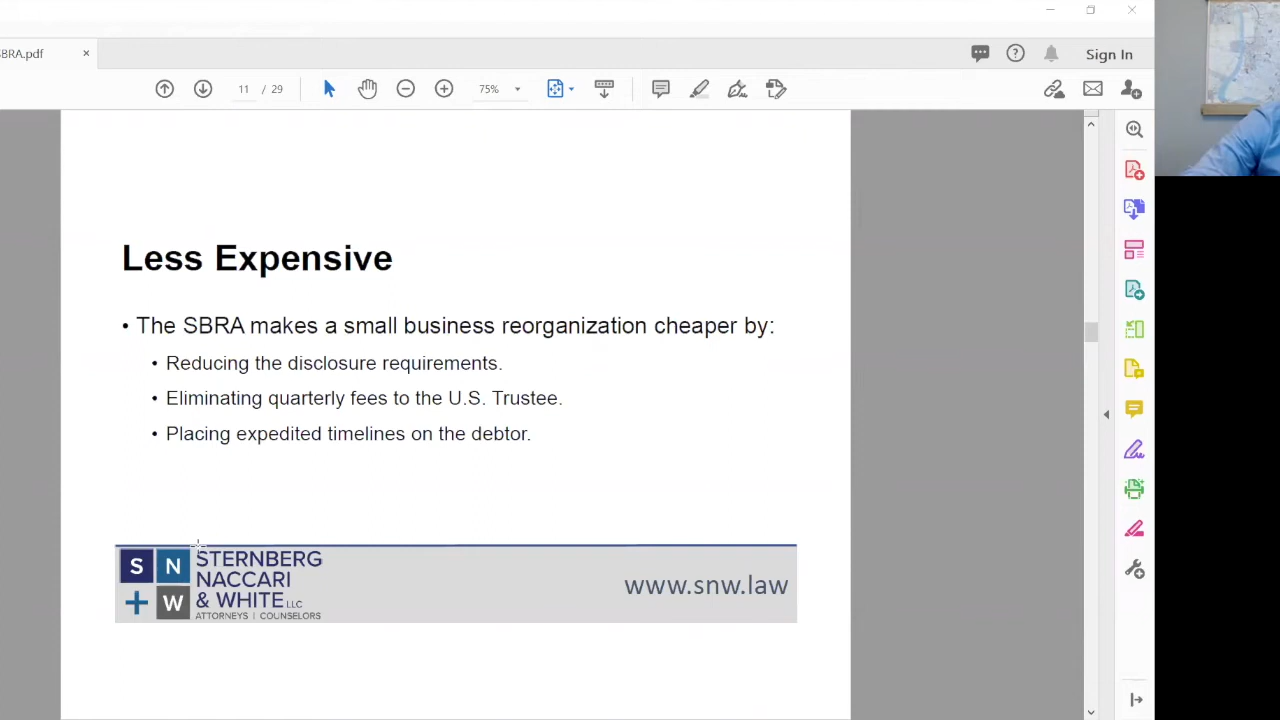 SBRA.pdf
Sign In
11 / 29
75%
Less Expensive
• The SBRA makes a small business reorganization cheaper by:
• Reducing the disclosure requirements.
• Eliminating quarterly fees to the U.S. Trustee.
• Placing expedited timelines on the debtor.
S N
+ W
STERNBERG
NACCARI
& WHITE LLC
ATTORNEYS | COUNSELORS
www.snw.law